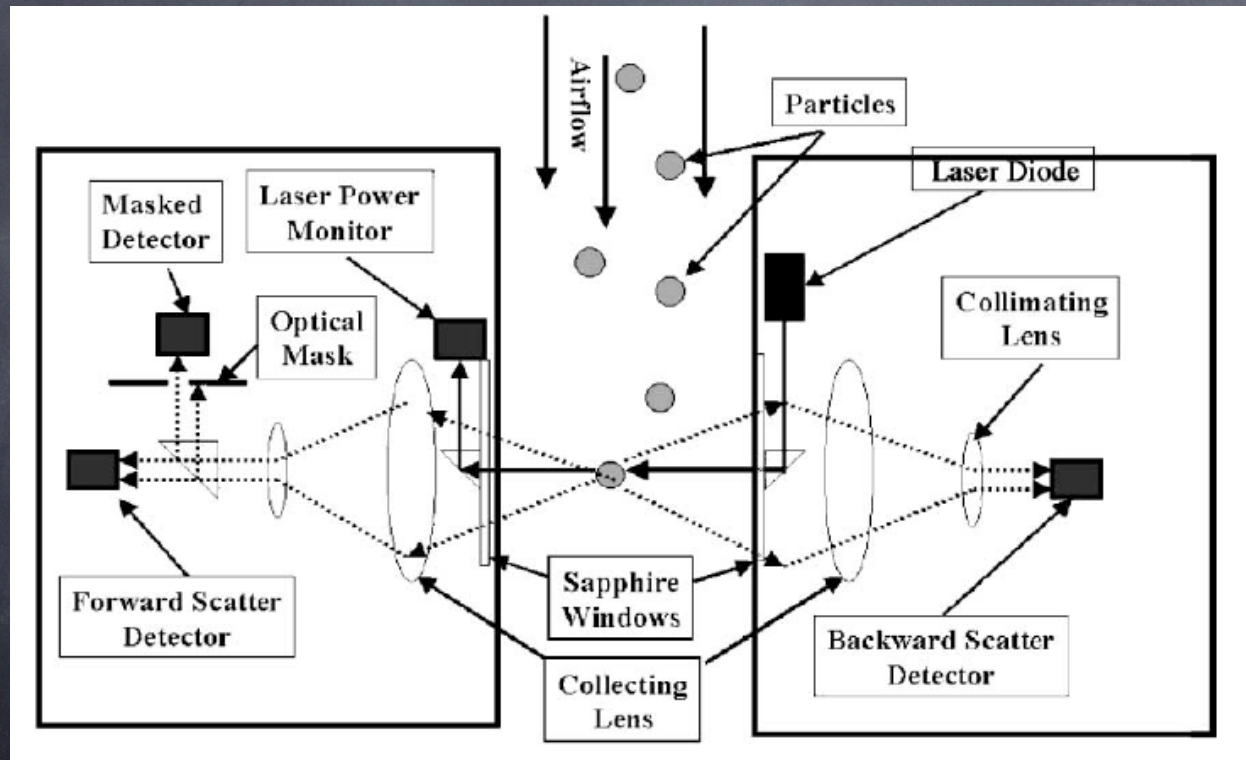 Airflow
Particles
Laser Diode
Masked
Detector
Laser Power
Monitor
Optical
Mask
Collimating
Lens
Forward Scatter
Detector
Sapphire
Windows
Backward Scatter
Detector
Collecting
Lens